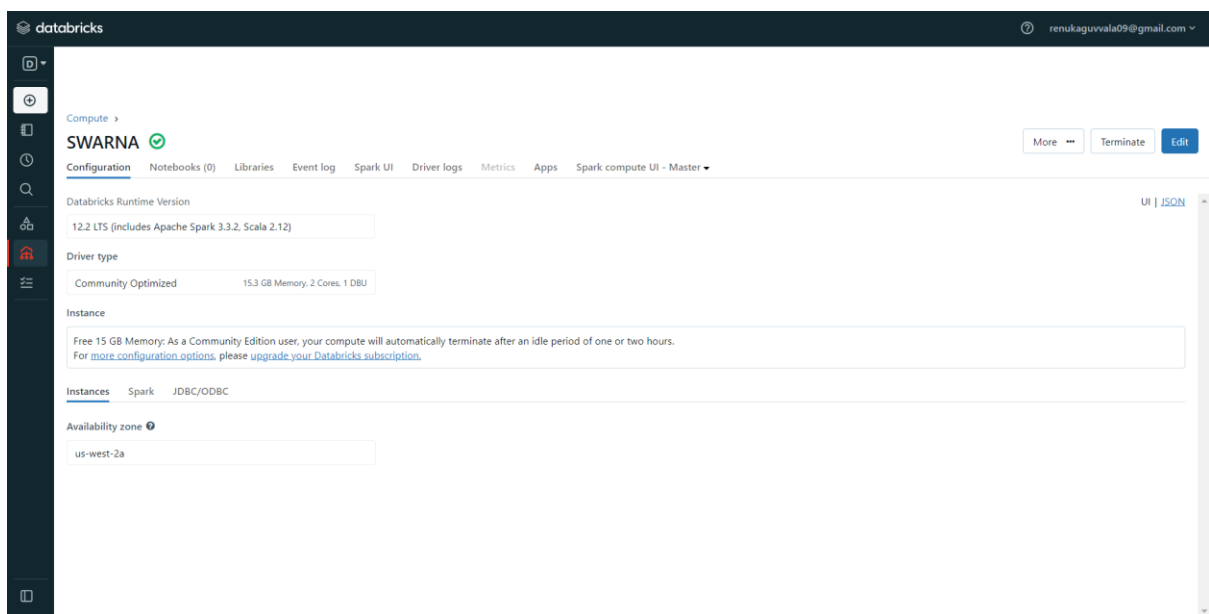 databricks
renukaguvvala09@gmail.com
D
Compute >
SWARNA
More ···
Terminate
Edit
Configuration Notebooks (0) Libraries Event log Spark UI Driver logs Metrics Apps Spark compute UI - Master
Databricks Runtime Version
UI | JSON
12.2 LTS (includes Apache Spark 3.3.2, Scala 2.12)
Driver type
Community Optimized 15.3 GB Memory, 2 Cores, 1 DBU
Instance
Free 15 GB Memory: As a Community Edition user, your compute will automatically terminate after an idle period of one or two hours.
For more configuration options, please upgrade your Databricks subscription.
Instances Spark JDBC/ODBC
Availability zone ?
us-west-2a